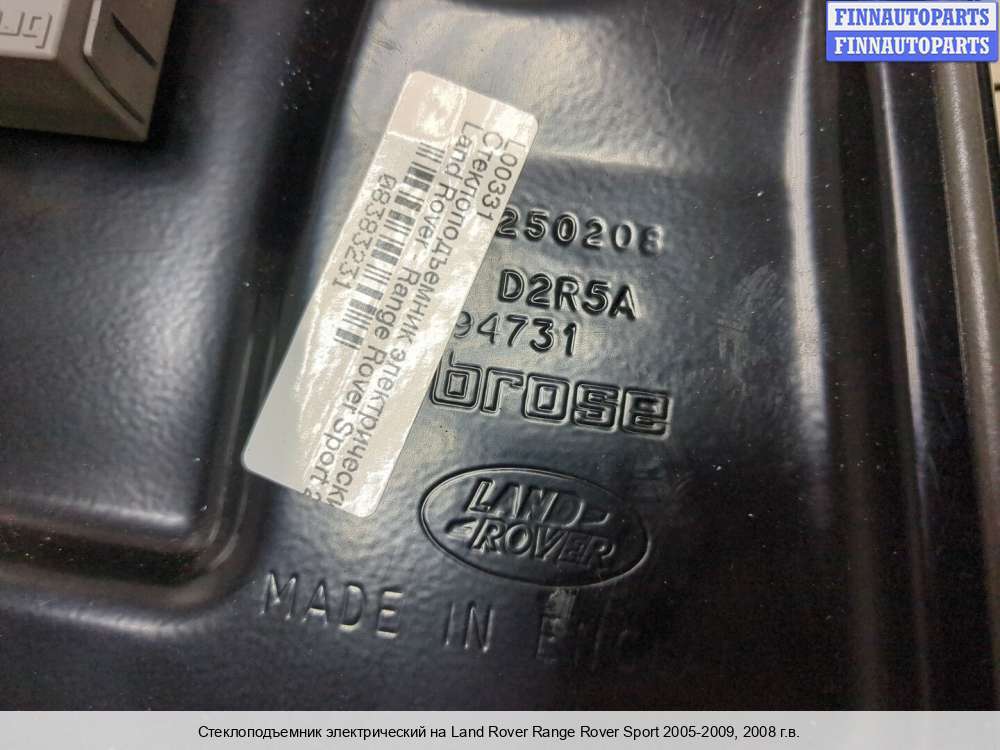 FINNAUTOPARTS
FINNAUTOPARTS
L00331
Стеклоподъемник электрически
Land Rover - Range Rover Sport
08383231
250208
D2R5A
94731
brose
LAND
ROVER
MADE IN
Стеклоподъемник электрический на Land Rover Range Rover Sport 2005-2009, 2008 г.в.